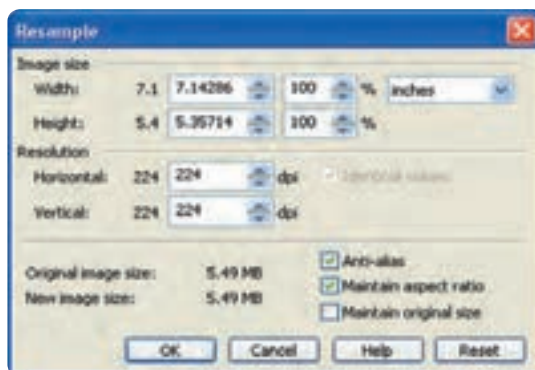 Resample
Image size
Width: 7.1 7.14286 100 % inches
Height: 5.4 5.35714 100 %
Resolution
Horizontal: 224 224 dpi Identical values
Vertical: 224 224 dpi
Original image size: 5.49 MB Anti-alias
New image size: 5.49 MB Maintain aspect ratio
Maintain original size
OK Cancel Help Reset